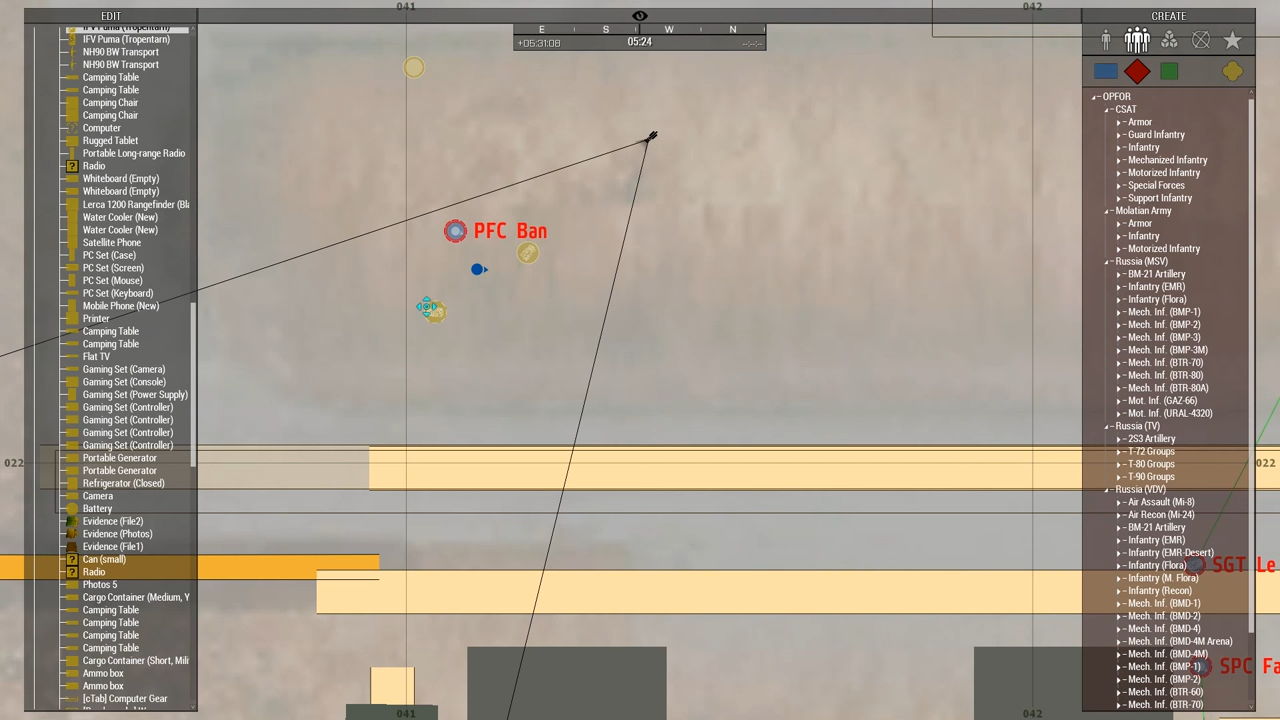 041
042
EDIT
CREATE
E S W N
+05:31:08
05:24
--:--
IFV Puma (Tropentarn)
IFV Puma (Tropentarn)
NH90 BW Transport
NH90 BW Transport
Camping Table
Camping Table
Camping Chair
Camping Chair
Computer
Rugged Tablet
Portable Long-range Radio
Radio
Whiteboard (Empty)
Whiteboard (Empty)
Lerca 1200 Rangefinder (Bla
Water Cooler (New)
Water Cooler (New)
Satellite Phone
PC Set (Case)
PC Set (Screen)
PC Set (Mouse)
PC Set (Keyboard)
Mobile Phone (New)
Printer
Camping Table
Camping Table
Flat TV
Gaming Set (Camera)
Gaming Set (Console)
Gaming Set (Power Supply)
Gaming Set (Controller)
Gaming Set (Controller)
Gaming Set (Controller)
Gaming Set (Controller)
Portable Generator
Portable Generator
Refrigerator (Closed)
Camera
Battery
Evidence (File2)
Evidence (Photos)
Evidence (File1)
Can (small)
Radio
Photos 5
Cargo Container (Medium, Y
Camping Table
Camping Table
Camping Table
Camping Table
Cargo Container (Short, Mili
Ammo box
Ammo box
[cTab] Computer Gear
PFC Ban
022
022
SGT Le
SPC Fa
041
042
OPFOR
CSAT
Armor
Guard Infantry
Infantry
Mechanized Infantry
Motorized Infantry
Special Forces
Support Infantry
Molatian Army
Armor
Infantry
Motorized Infantry
Russia (MSV)
BM-21 Artillery
Infantry (EMR)
Infantry (Flora)
Mech. Inf. (BMP-1)
Mech. Inf. (BMP-2)
Mech. Inf. (BMP-3)
Mech. Inf. (BMP-3M)
Mech. Inf. (BTR-70)
Mech. Inf. (BTR-80)
Mech. Inf. (BTR-80A)
Mot. Inf. (GAZ-66)
Mot. Inf. (URAL-4320)
Russia (TV)
2S3 Artillery
T-72 Groups
T-80 Groups
T-90 Groups
Russia (VDV)
Air Assault (Mi-8)
Air Recon (Mi-24)
BM-21 Artillery
Infantry (EMR)
Infantry (EMR-Desert)
Infantry (Flora)
Infantry (M. Flora)
Infantry (Recon)
Mech. Inf. (BMD-1)
Mech. Inf. (BMD-2)
Mech. Inf. (BMD-4)
Mech. Inf. (BMD-4M Arena)
Mech. Inf. (BMD-4M)
Mech. Inf. (BMP-1)
Mech. Inf. (BMP-2)
Mech. Inf. (BTR-60)
Mech. Inf. (BTR-70)